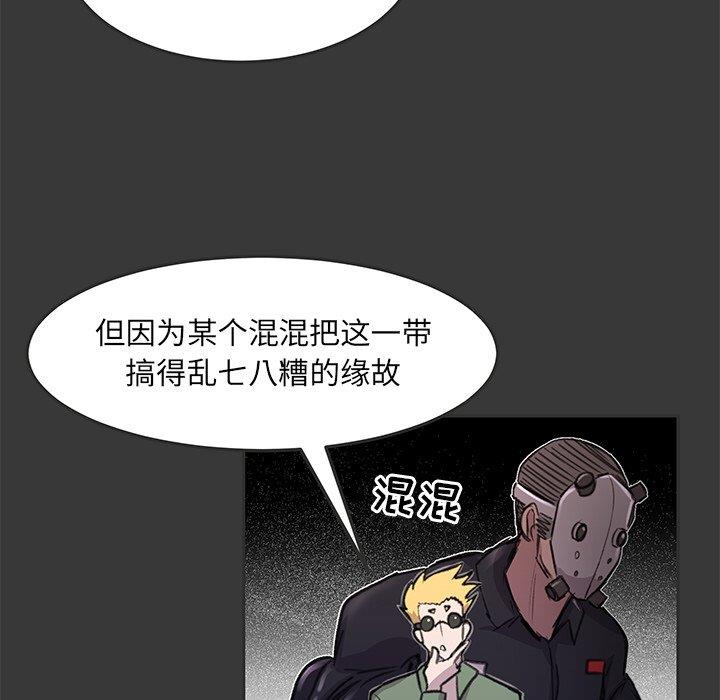 但因为某个混混把这一带
搞得乱七八糟的缘故
混混